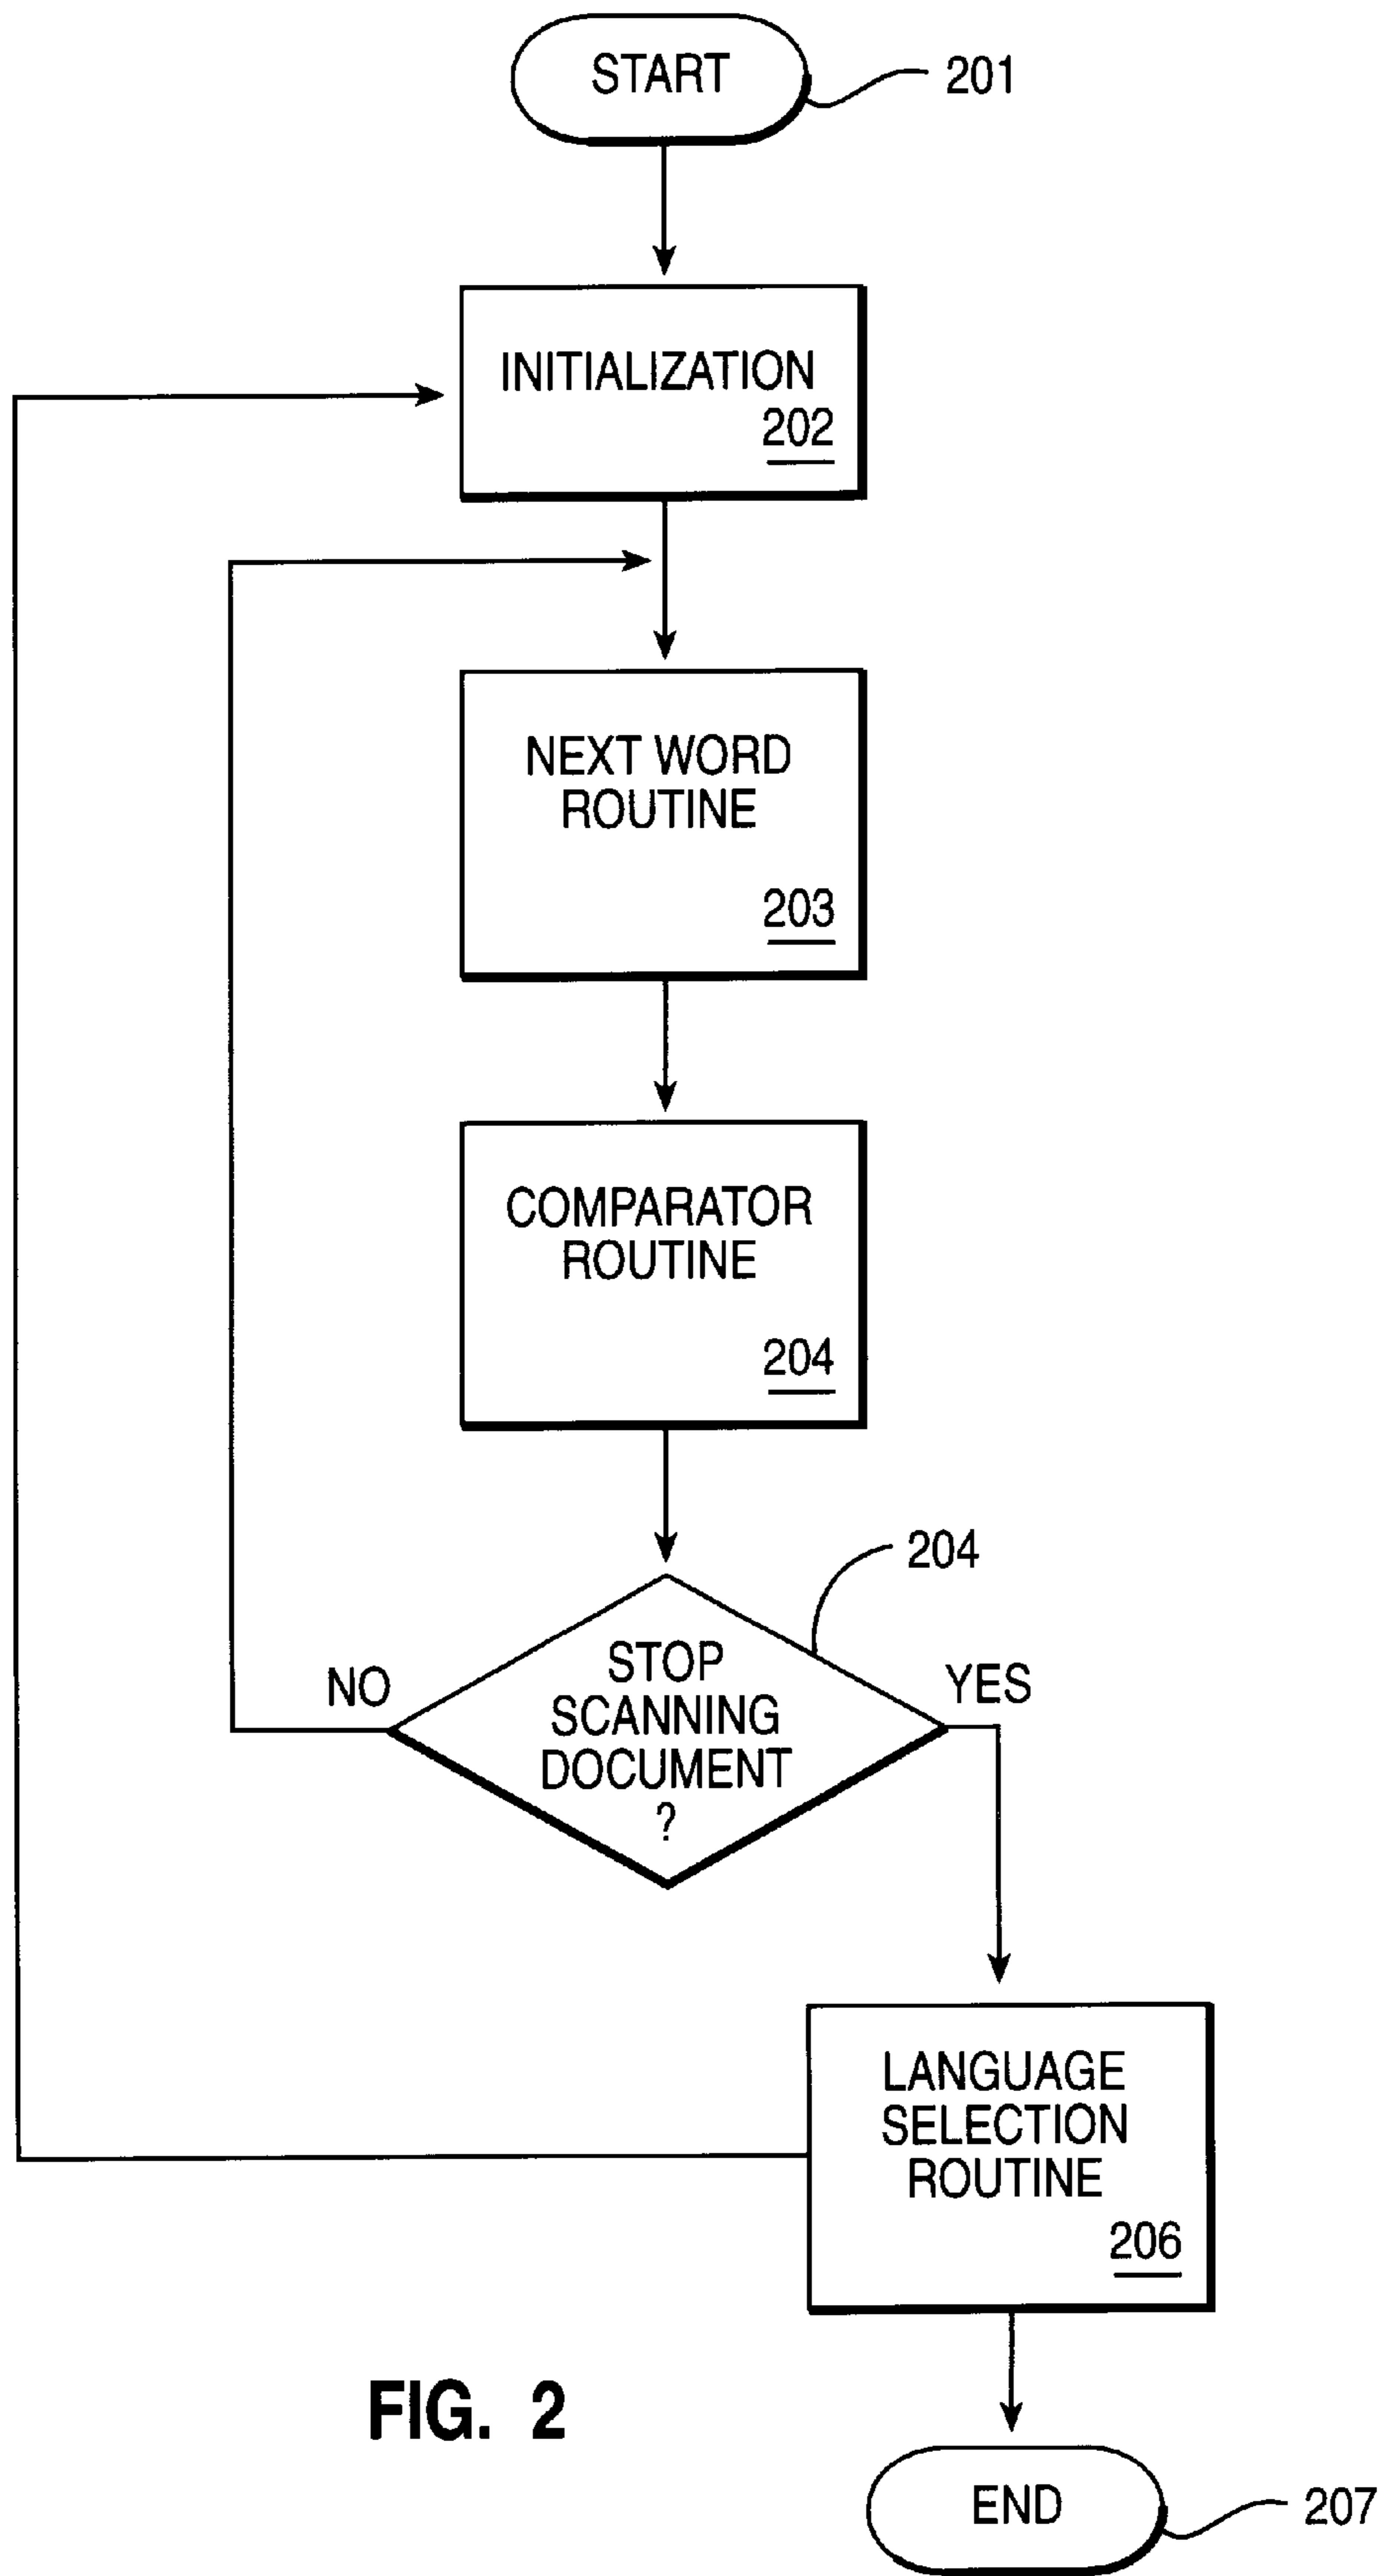 START
201
INITIALIZATION
202
NEXT WORD
ROUTINE
203
COMPARATOR
ROUTINE
204
204
NO
YES
STOP
SCANNING
DOCUMENT
?
LANGUAGE
SELECTION
ROUTINE
206
FIG. 2
END
207